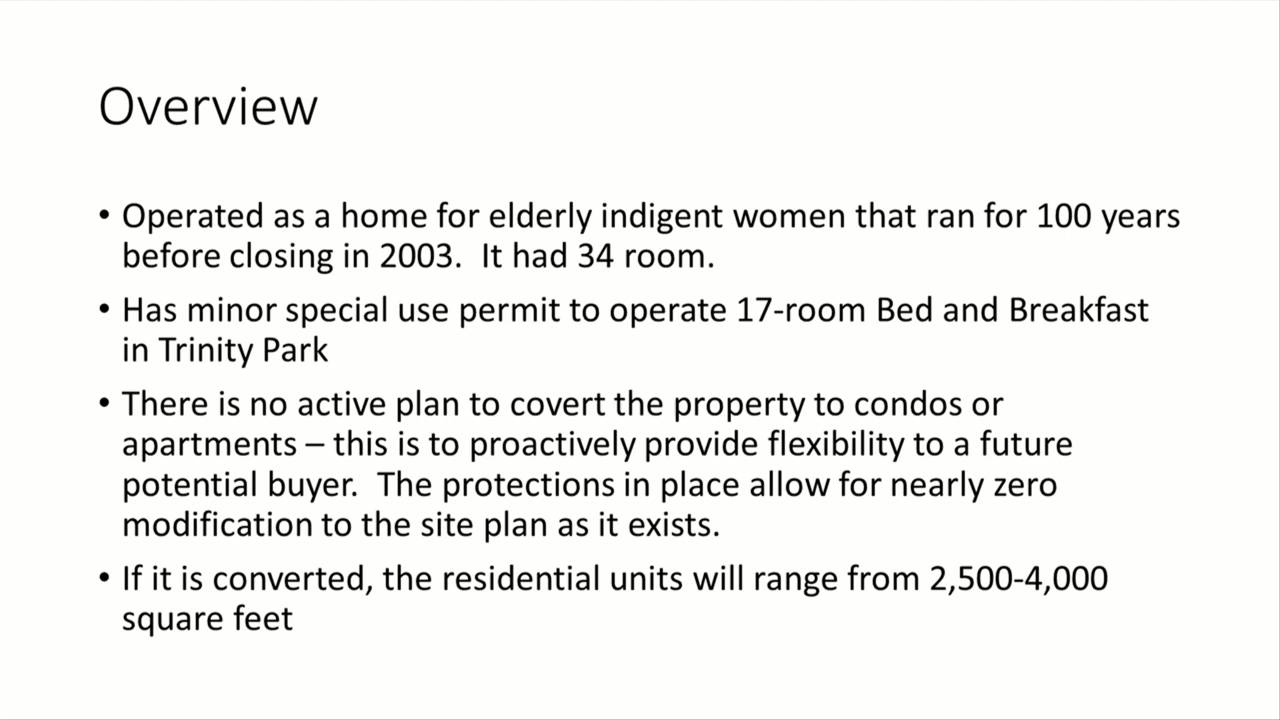 Overview
• Operated as a home for elderly indigent women that ran for 100 years
before closing in 2003.  It had 34 room.
• Has minor special use permit to operate 17-room Bed and Breakfast
in Trinity Park
• There is no active plan to covert the property to condos or
apartments – this is to proactively provide flexibility to a future
potential buyer.  The protections in place allow for nearly zero
modification to the site plan as it exists.
• If it is converted, the residential units will range from 2,500-4,000
square feet